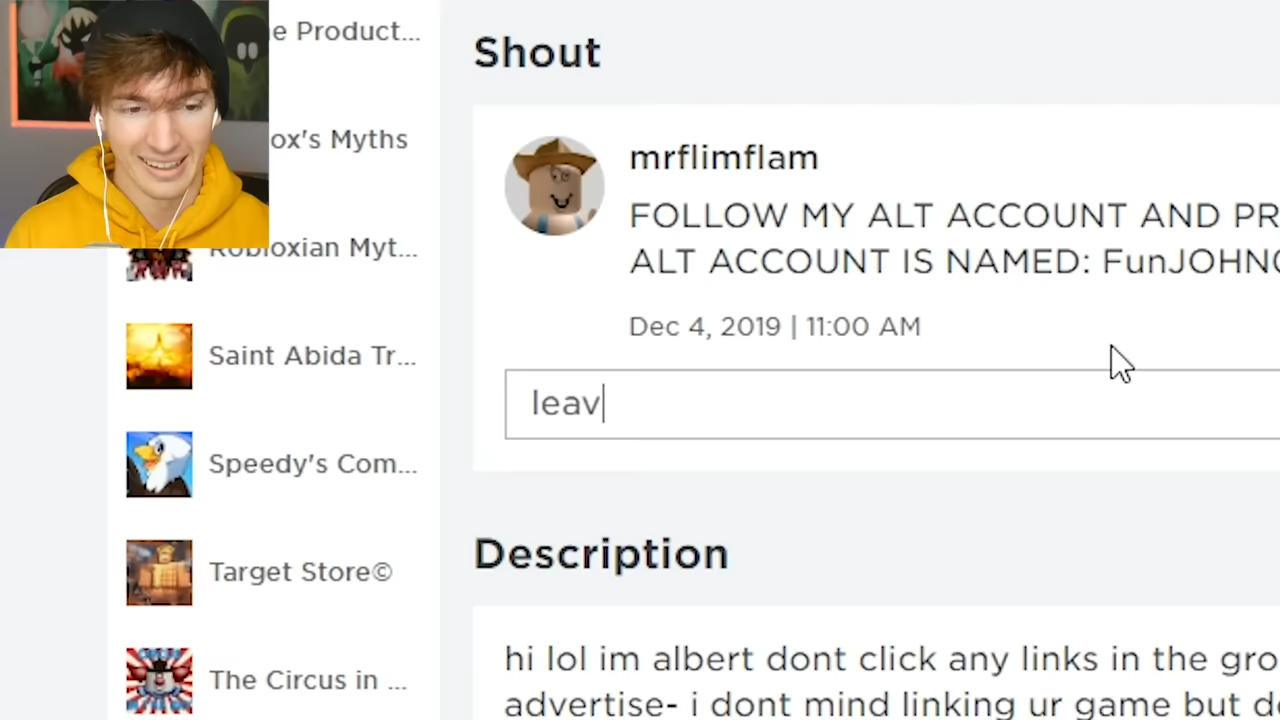 e Product...
ox's Myths
Robloxian Myt...
Saint Abida Tr...
Speedy's Com...
Target Store©
The Circus in ...
Shout
mrflimflam
FOLLOW MY ALT ACCOUNT AND PR
ALT ACCOUNT IS NAMED: FunJOHN
Dec 4, 2019 | 11:00 AM
leav
Description
hi lol im albert dont click any links in the gro
advertise- i dont mind linking ur game but d